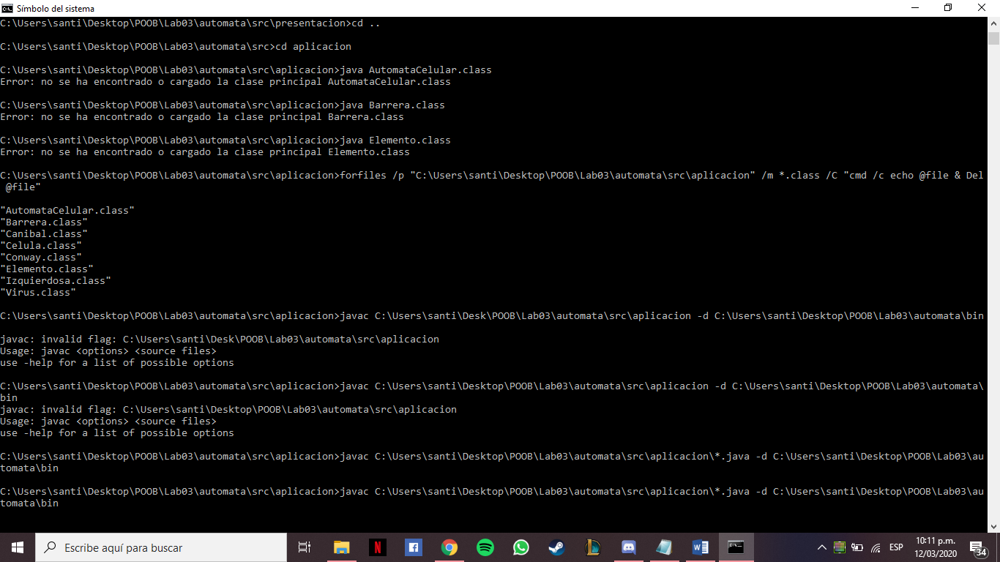 Símbolo del sistema
C:\Users\santi\Desktop\POOB\Lab03\automata\src\presentacion>cd ..
C:\Users\santi\Desktop\POOB\Lab03\automata\src>cd aplicacion
C:\Users\santi\Desktop\POOB\Lab03\automata\src\aplicacion>java AutomataCelular.class
Error: no se ha encontrado o cargado la clase principal AutomataCelular.class
C:\Users\santi\Desktop\POOB\Lab03\automata\src\aplicacion>java Barrera.class
Error: no se ha encontrado o cargado la clase principal Barrera.class
C:\Users\santi\Desktop\POOB\Lab03\automata\src\aplicacion>java Elemento.class
Error: no se ha encontrado o cargado la clase principal Elemento.class
C:\Users\santi\Desktop\POOB\Lab03\automata\src\aplicacion>forfiles /p "C:\Users\santi\Desktop\POOB\Lab03\automata\src\aplicacion" /m *.class /C "cmd /c echo @file & Del
@file"
"AutomataCelular.class"
"Barrera.class"
"Canibal.class"
"Celula.class"
"Conway.class"
"Elemento.class"
"Izquierdosa.class"
"Virus.class"
C:\Users\santi\Desktop\POOB\Lab03\automata\src\aplicacion>javac C:\Users\santi\Desk\POOB\Lab03\automata\src\aplicacion -d C:\Users\santi\Desktop\POOB\Lab03\automata\bin
javac: invalid flag: C:\Users\santi\Desk\POOB\Lab03\automata\src\aplicacion
Usage: javac <options> <source files>
use -help for a list of possible options
C:\Users\santi\Desktop\POOB\Lab03\automata\src\aplicacion>javac C:\Users\santi\Desktop\POOB\Lab03\automata\src\aplicacion -d C:\Users\santi\Desktop\POOB\Lab03\automata\
bin
javac: invalid flag: C:\Users\santi\Desktop\POOB\Lab03\automata\src\aplicacion
Usage: javac <options> <source files>
use -help for a list of possible options
C:\Users\santi\Desktop\POOB\Lab03\automata\src\aplicacion>javac C:\Users\santi\Desktop\POOB\Lab03\automata\src\aplicacion\*.java -d C:\Users\santi\Desktop\POOB\Lab03\au
tomata\bin
C:\Users\santi\Desktop\POOB\Lab03\automata\src\aplicacion>javac C:\Users\santi\Desktop\POOB\Lab03\automata\src\aplicacion\*.java -d C:\Users\santi\Desktop\POOB\Lab03\au
tomata\bin
Escribe aquí para buscar
ESP
10:11 p.m.
12/03/2020
34